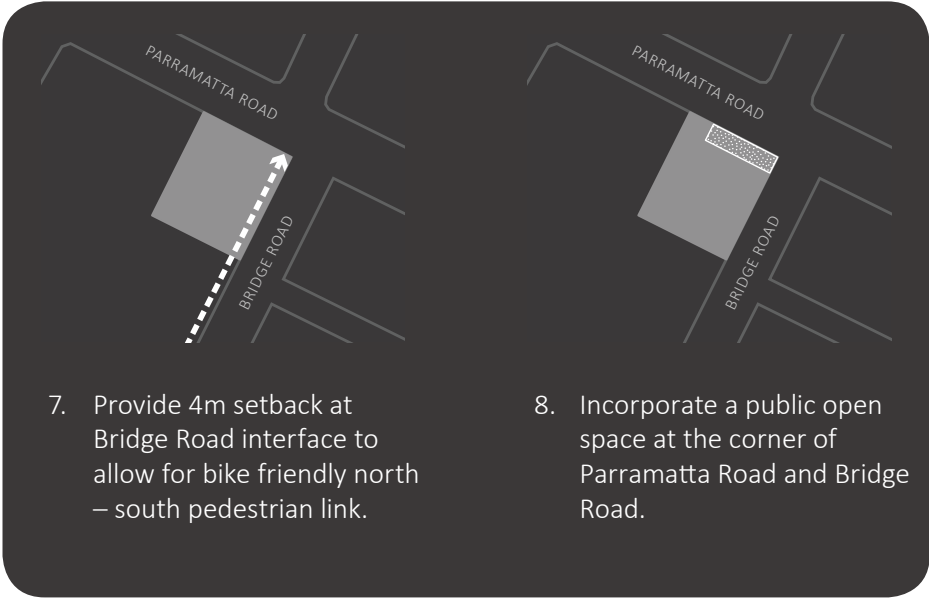 PARRAMATTA ROAD
BRIDGE ROAD
7. Provide 4m setback at
Bridge Road interface to
allow for bike friendly north
– south pedestrian link.
PARRAMATTA ROAD
BRIDGE ROAD
8. Incorporate a public open
space at the corner of
Parramatta Road and Bridge
Road.